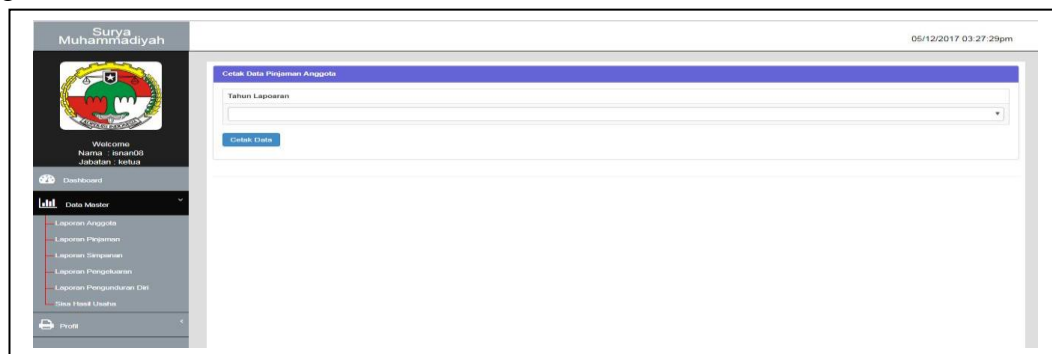 Surya
Muhammadiyah
05/12/2017 03:27:29pm
Cetak Data Pinjaman Anggota
Tahun Lapoaran
Cetak Data
Welcome
Nama : isnan08
Jabatan : ketua
Dashboard
Data Master
Laporan Anggota
Laporan Pinjaman
Laporan Simpanan
Laporan Pengeluaran
Laporan Pengunduran Diri
Sisa Hasil Usaha
Profil